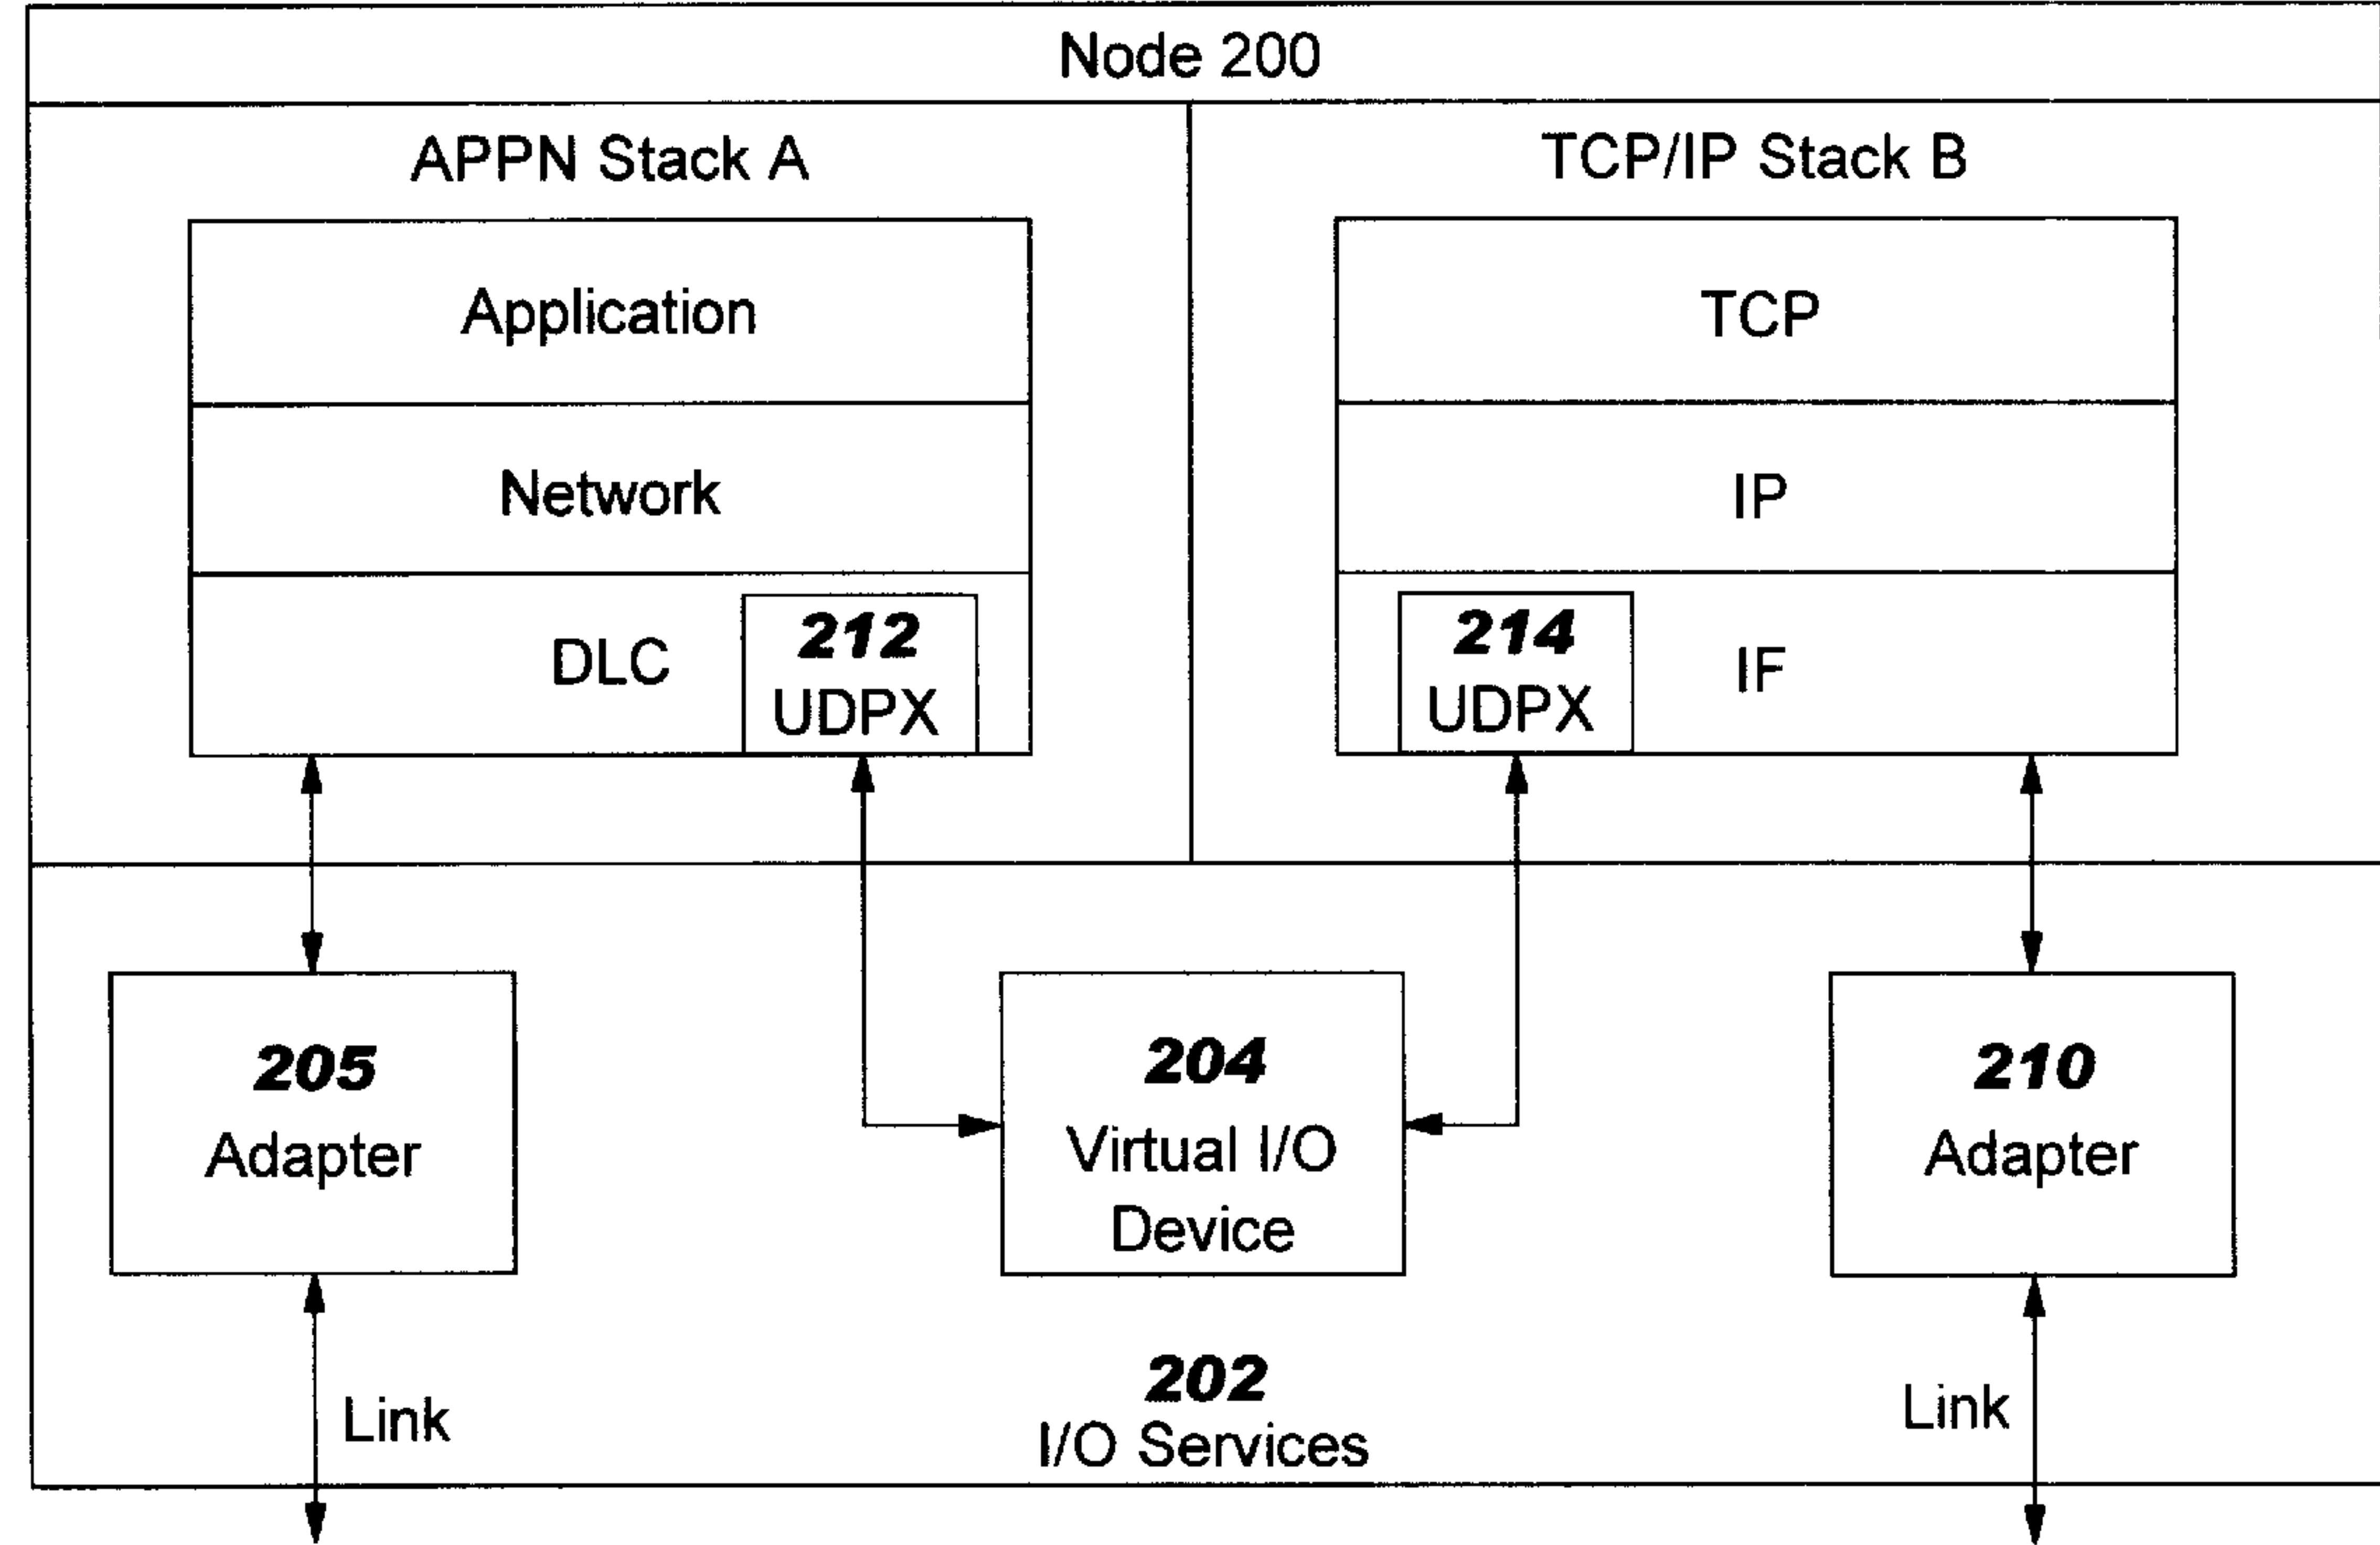 Node 200
APPN Stack A
TCP/IP Stack B
Application
Network
DLC
212
UDPX
TCP
IP
214
UDPX
IF
205
Adapter
204
Virtual I/O
Device
210
Adapter
Link
202
I/O Services
Link